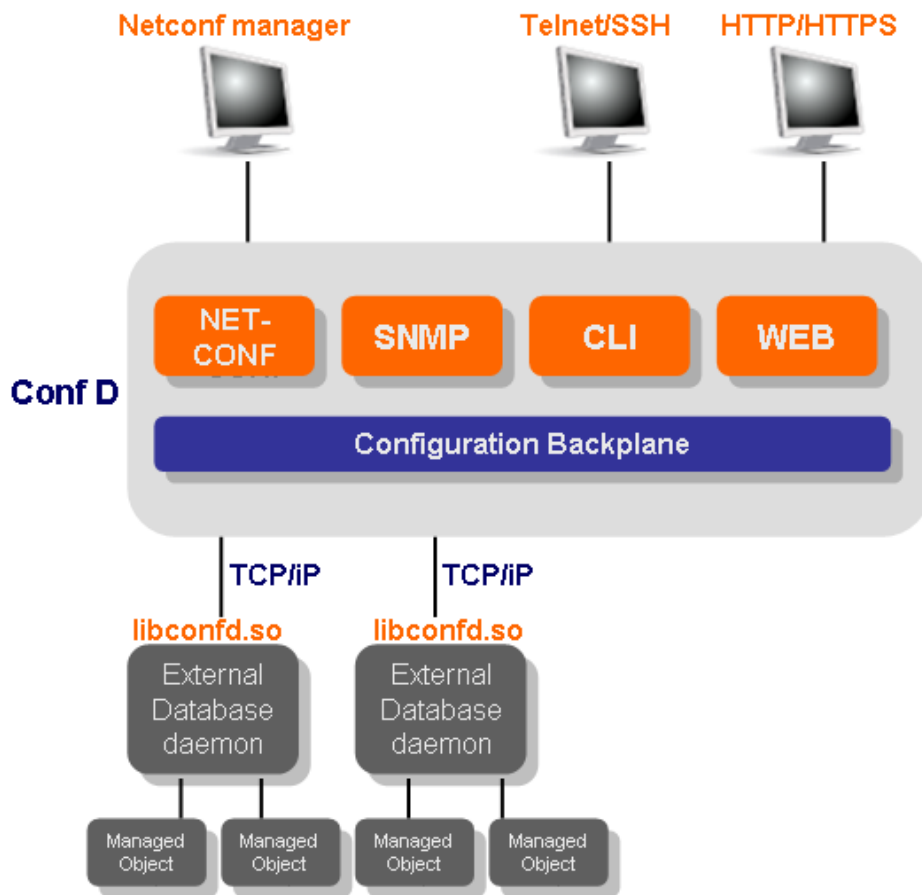 Netconf manager
Telnet/SSH
HTTP/HTTPS
NET-
CONF
SNMP
CLI
WEB
Conf D
Configuration Backplane
TCP/iP
TCP/iP
libconfd.so
libconfd.so
External
Database
daemon
External
Database
daemon
Managed
Object
Managed
Object
Managed
Object
Managed
Object